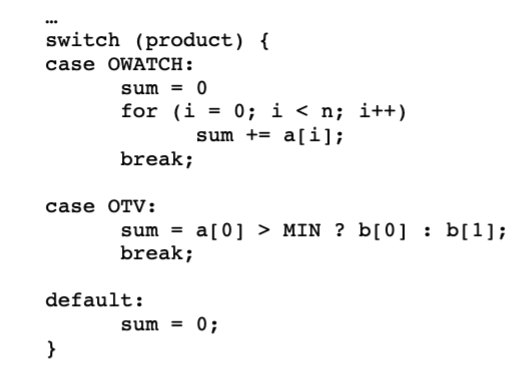 …
switch (product) {
case OWATCH:
sum = 0
for (i = 0; i < n; i++)
sum += a[i];
break;
case OTV:
sum = a[0] > MIN ? b[0] : b[1];
break;
default:
sum = 0;
}